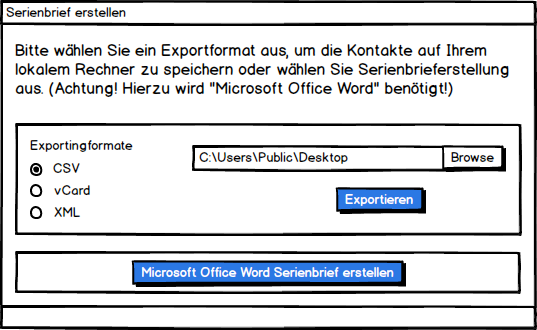 Serienbrief erstellen
Bitte wählen Sie ein Exportformat aus, um die Kontakte auf Ihrem
lokalem Rechner zu speichern oder wählen Sie Serienbrieferstellung
aus. (Achtung! Hierzu wird "Microsoft Office Word" benötigt!)
Exportingformate
CSV
vCard
XML
C:\Users\Public\Desktop
Browse
Exportieren
Microsoft Office Word Serienbrief erstellen